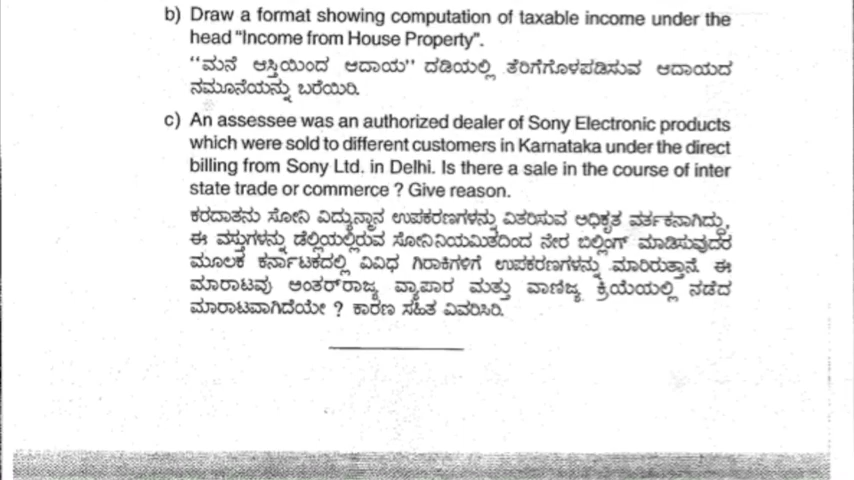 b) Draw a format showing computation of taxable income under the
head "Income from House Property".
"ಮನೆ ಆಸ್ತಿಯಿಂದ ಆದಾಯ" ದಡಿಯಲ್ಲಿ ತೆರಿಗೆಗೊಳಪಡಿಸುವ ಆದಾಯದ
ನಮೂನೆಯನ್ನು ಬರೆಯಿರಿ.
c) An assessee was an authorized dealer of Sony Electronic products
which were sold to different customers in Karnataka under the direct
billing from Sony Ltd. in Delhi. Is there a sale in the course of inter
state trade or commerce ? Give reason.
ಕರದಾತನು ಸೋನಿ ವಿದ್ಯುನ್ಮಾನ ಉಪಕರಣಗಳನ್ನು ವಿತರಿಸುವ ಅಧಿಕೃತ ವರ್ತಕನಾಗಿದ್ದು,
ಈ ವಸ್ತುಗಳನ್ನು ಡೆಲ್ಲಿಯಲ್ಲಿರುವ ಸೋನಿನಿಯಮಿತದಿಂದ ನೇರ ಬಿಲ್ಲಿಂಗ್ ಮಾಡಿಸುವುದರ
ಮೂಲಕ ಕರ್ನಾಟಕದಲ್ಲಿ ವಿವಿಧ ಗಿರಾಕಿಗಳಿಗೆ ಉಪಕರಣಗಳನ್ನು ಮಾರಿರುತ್ತಾನೆ. ಈ
ಮಾರಾಟವು ಅಂತರ್‌ರಾಜ್ಯ ವ್ಯಾಪಾರ ಮತ್ತು ವಾಣಿಜ್ಯ ಕ್ರಿಯೆಯಲ್ಲಿ ನಡೆದ
ಮಾರಾಟವಾಗಿದೆಯೇ ? ಕಾರಣ ಸಹಿತ ವಿವರಿಸಿರಿ.